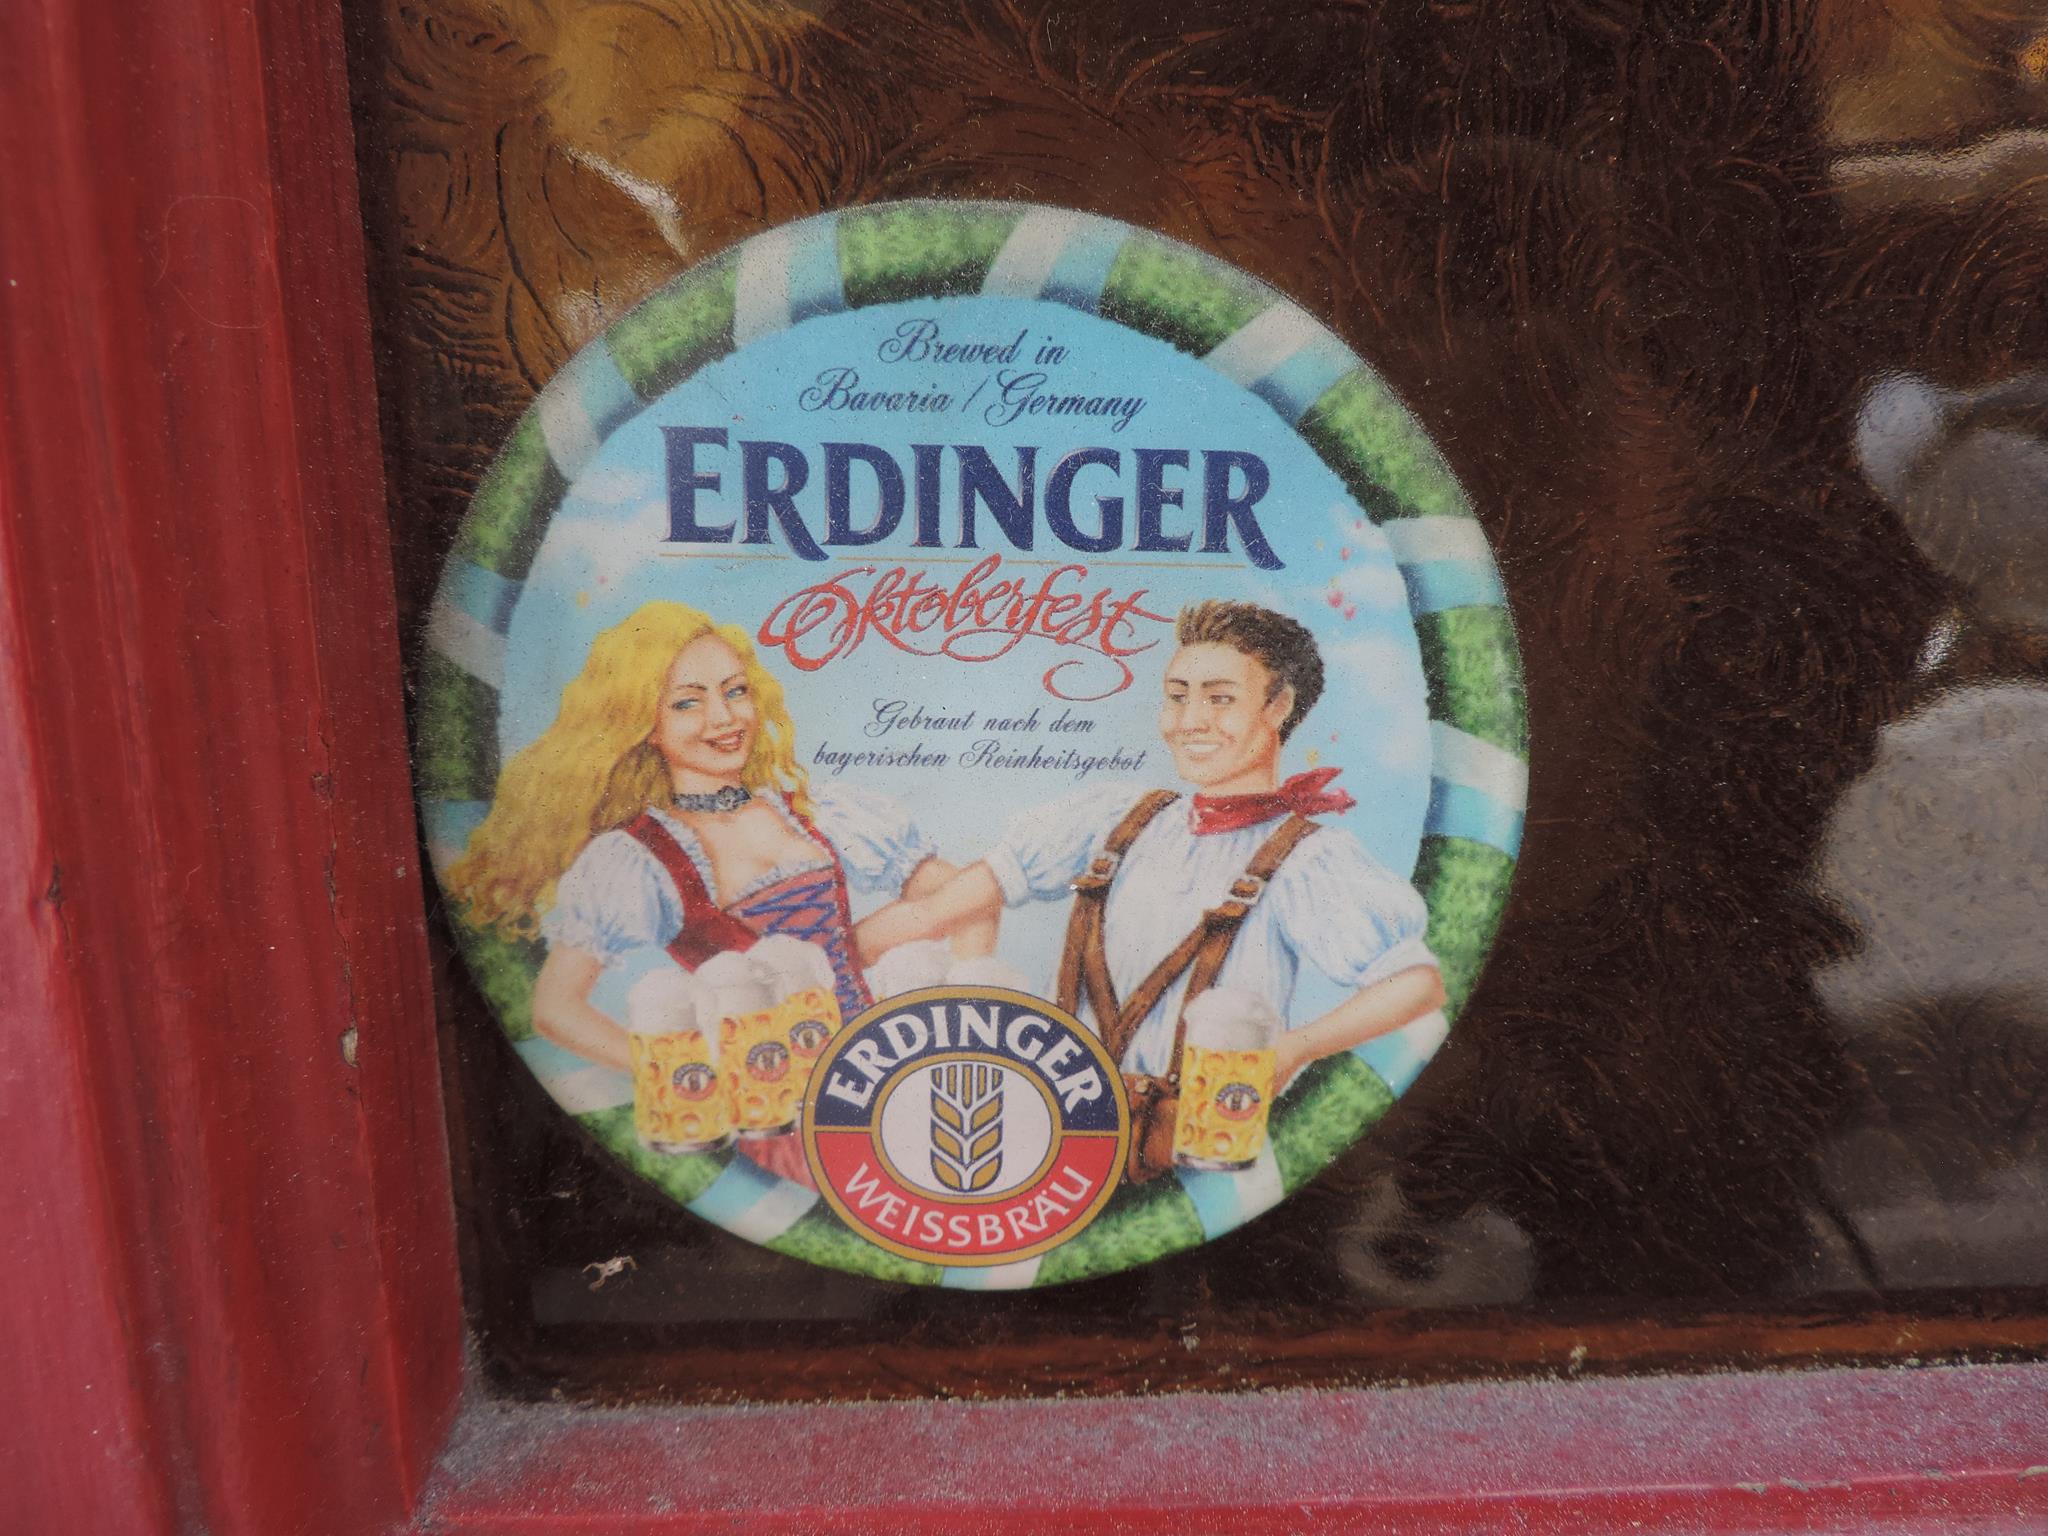 Brewed in
Bavaria / Germany
ERDINGER
Oktoberfest
Gebraut nach dem
bayerischen Reinheitsgebot
ERDINGER
WEISSBRÄU